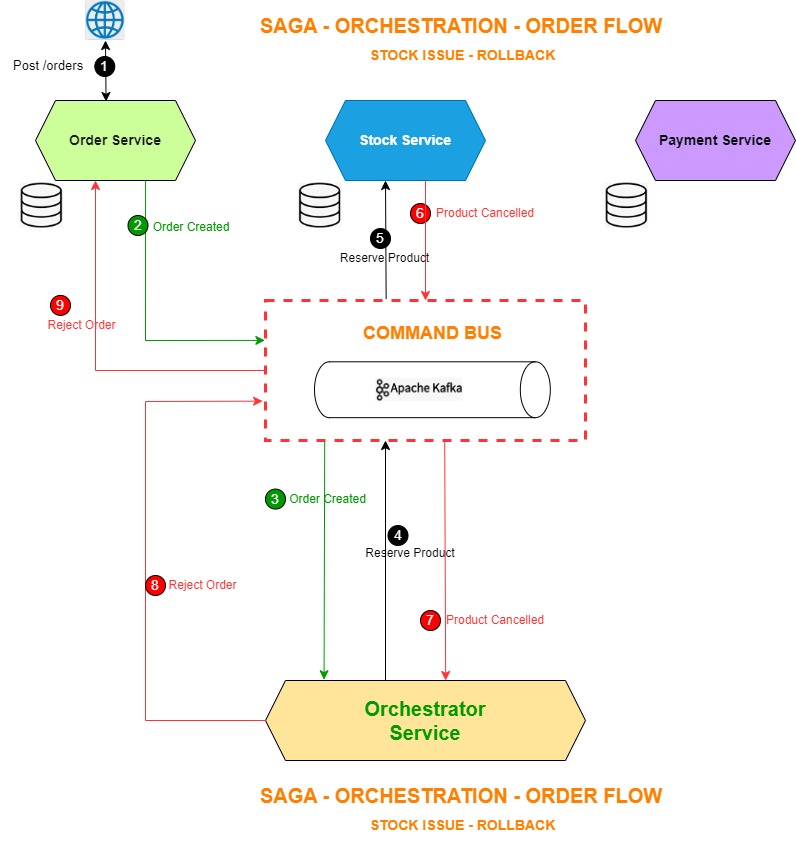 SAGA - ORCHESTRATION - ORDER FLOW
STOCK ISSUE - ROLLBACK
Post /orders
1
Order Service
Stock Service
Payment Service
2
Order Created
6
Product Cancelled
5
Reserve Product
9
Reject Order
COMMAND BUS
Apache Kafka
3
Order Created
4
Reserve Product
8
Reject Order
7
Product Cancelled
Orchestrator
Service
SAGA - ORCHESTRATION - ORDER FLOW
STOCK ISSUE - ROLLBACK